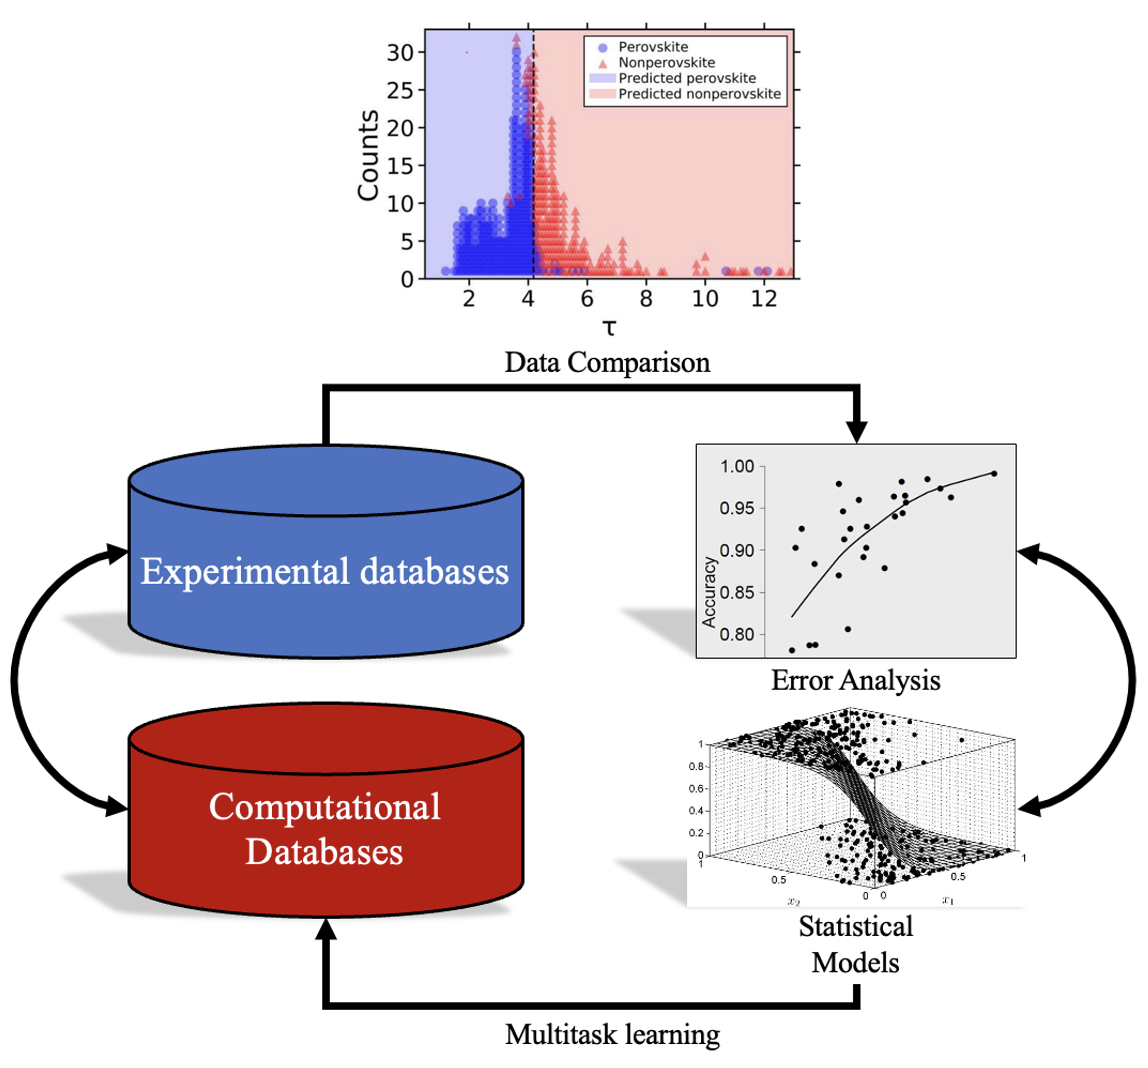 30
25
20
15
10
5
0
Counts
Perovskite
Nonperovskite
Predicted perovskite
Predicted nonperovskite
2 4 6 8 10 12
τ
Data Comparison
Experimental databases
1.00
0.95
0.90
0.85
0.80
Accuracy
Error Analysis
Computational
Databases
1
0.8
0.6
0.4
0.2
0
1
0.5
0
x₂
0
0.5
1
x₁
Statistical
Models
Multitask learning